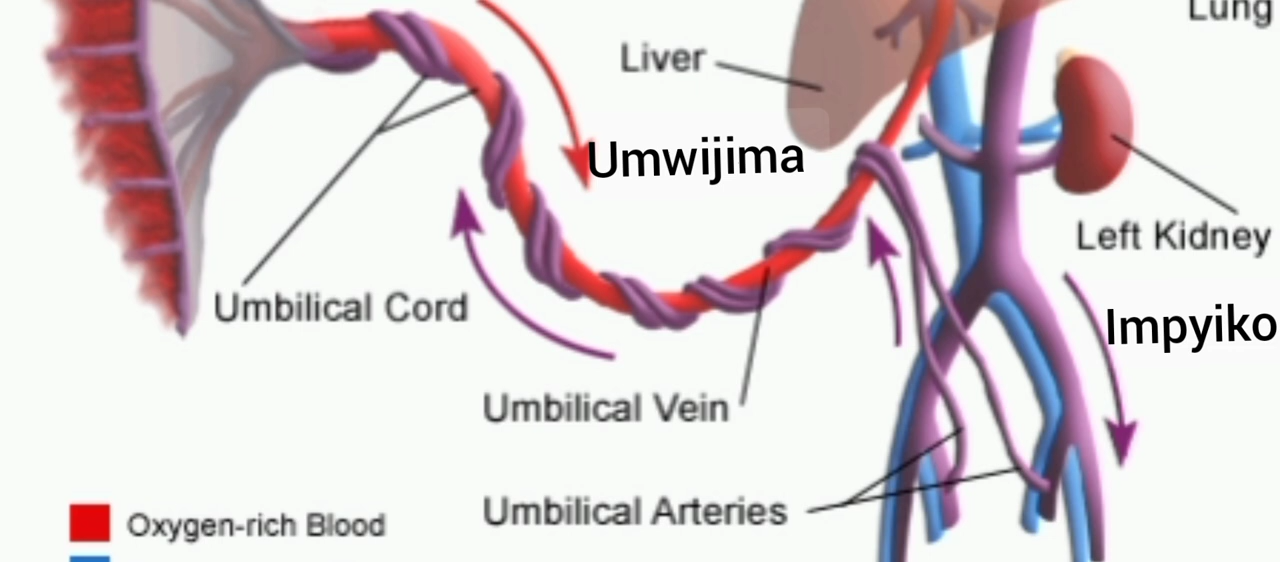 Lung
Liver
Umwijima
Left Kidney
Umbilical Cord
Impyiko
Umbilical Vein
Umbilical Arteries
Oxygen-rich Blood